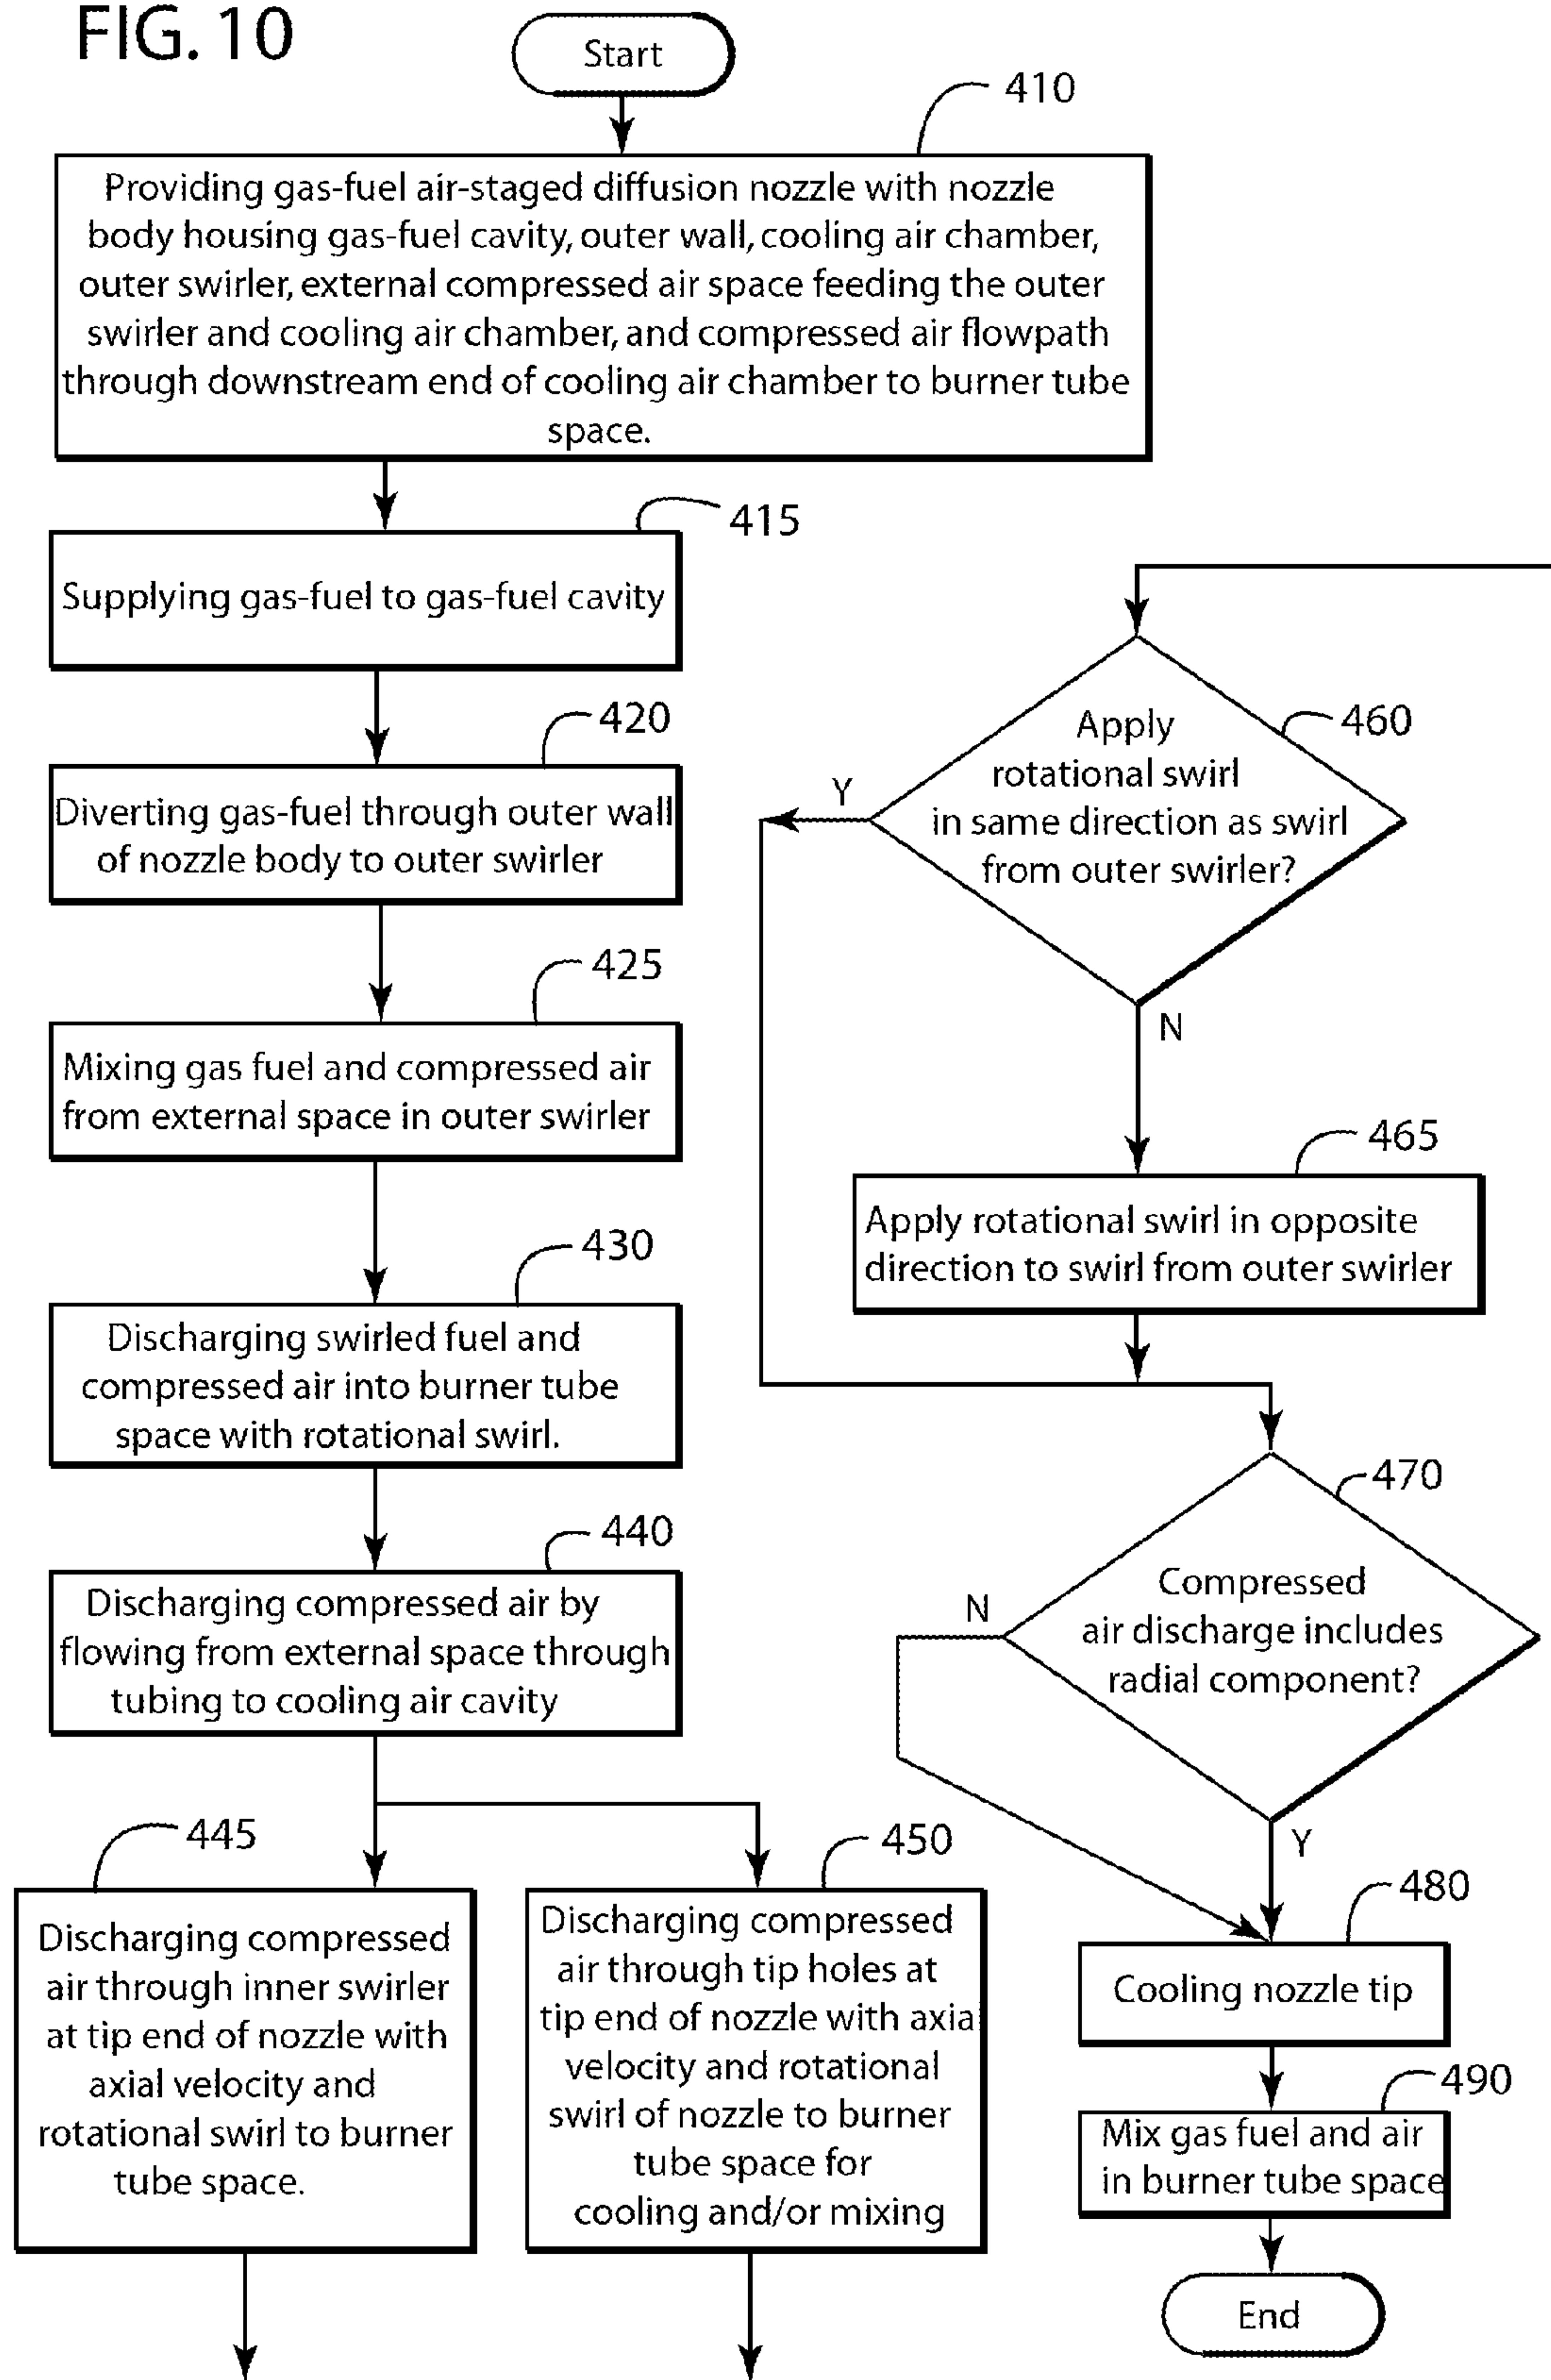 FIG. 10
Start
410
Providing gas-fuel air-staged diffusion nozzle with nozzle
body housing gas-fuel cavity, outer wall, cooling air chamber,
outer swirler, external compressed air space feeding the outer
swirler and cooling air chamber, and compressed air flowpath
through downstream end of cooling air chamber to burner tube
space.
415
Supplying gas-fuel to gas-fuel cavity
420
Diverting gas-fuel through outer wall
of nozzle body to outer swirler
425
Mixing gas fuel and compressed air
from external space in outer swirler
430
Discharging swirled fuel and
compressed air into burner tube
space with rotational swirl.
440
Discharging compressed air by
flowing from external space through
tubing to cooling air cavity
445
Discharging compressed
air through inner swirler
at tip end of nozzle with
axial velocity and
rotational swirl to burner
tube space.
450
Discharging compressed
air through tip holes at
tip end of nozzle with axial
velocity and rotational
swirl of nozzle to burner
tube space for
cooling and/or mixing
460
Apply
rotational swirl
in same direction as swirl
from outer swirler?
Y
N
465
Apply rotational swirl in opposite
direction to swirl from outer swirler
470
Compressed
air discharge includes
radial component?
N
Y
480
Cooling nozzle tip
490
Mix gas fuel and air
in burner tube space
End